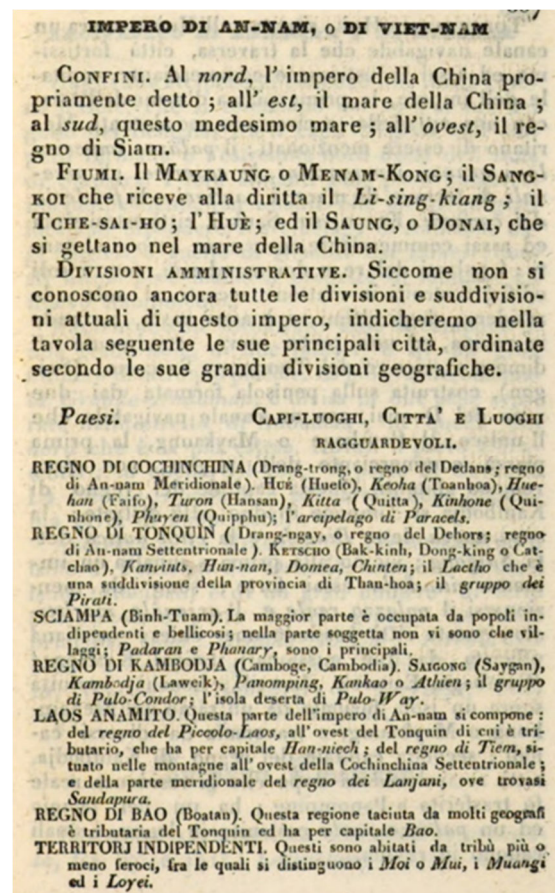 IMPERO DI AN-NAM, o DI VIET-NAM
CONFINI. Al nord, l' impero della China pro-
priamente detto ; all' est, il mare della China ;
al sud, questo medesimo mare ; all' ovest, il re-
gno di Siam.
FIUMI. Il MAYKAUNG O MENAM-KONG ; il SANG-
KOI che riceve alla diritta il Li-sing-kiang ; il
TCHE-SAI-HO ; l' HUÈ ; ed il SAUNG, o DONAI, che
si gettano nel mare della China.
DIVISIONI AMMINISTRATIVE. Siccome non si
conoscono ancora tutte le divisioni e suddivisio-
ni attuali di questo impero, indicheremo nella
tavola seguente le sue principali città, ordinate
secondo le sue grandi divisioni geografiche.
Paesi. CAPI-LUOGHI, CITTA' E LUOGHI
RAGGUARDEVOLI.
REGNO DI COCHINCHINA (Drang-trong, o regno del Dedans; regno
di An-nam Meridionale). HUÉ (Huefo), Keoha (Toanhoa), Hue-
han (Faifo), Turon (Hansan), Kitta (Quitta), Kinhone (Qui-
nhone), Phuyen (Quipphu); l'arcipelago di Paracels.
REGNO DI TONQUIN ( Drang-ngay, o regno del Dehors; regno
di An-nam Settentrionale ). KETSCHO (Bak-kinh, Dong-king o Cat-
chao), Kanvints, Hun-nan, Domea, Chinten; il Lactho che è
una suddivisione della provincia di Than-hoa; il gruppo dei
Pirati.
SCIAMPA (Binh-Tuam). La maggior parte è occupata da popoli in-
dipendenti e bellicosi; nella parte soggetta non vi sono che vil-
laggi; Padaran e Phanary, sono i principali.
REGNO DI KAMBODJA (Camboge, Cambodia). SAIGONG (Saygan),
Kambodja (Laweik), Panomping, Kankao o Athien; il gruppo
di Pulo-Condor; l'isola deserta di Pulo-Way.
LAOS ANAMITO. Questa parte dell'impero di An-nam si compone :
del regno del Piccolo-Laos, all'ovest del Tonquin di cui è tri-
butario, che ha per capitale Han-niech ; del regno di Tiem, si-
tuato nelle montagne all'ovest della Cochinchina Settentrionale ;
e della parte meridionale del regno dei Lanjani, ove trovasi
Sandapura.
REGNO DI BAO (Boatan). Questa regione taciuta da molti geografi
è tributaria del Tonquin ed ha per capitale Bao.
TERRITORJ INDIPENDENTI. Questi sono abitati da tribù più o
meno feroci, fra le quali si distinguono i Moi o Mui, i Muangi
ed i Loyei.